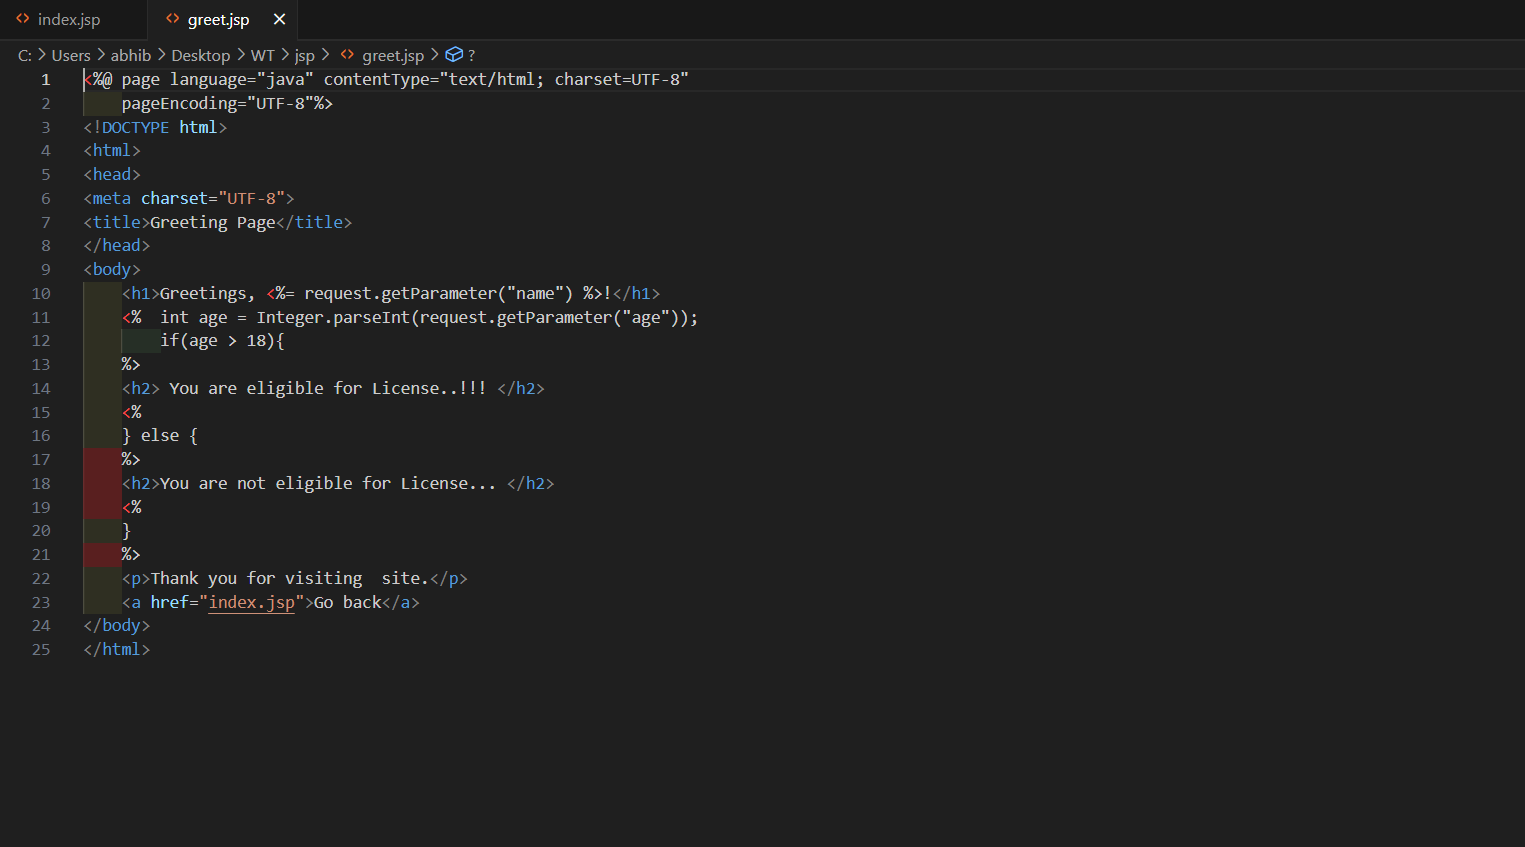 index.jsp greet.jsp
C: > Users > abhib > Desktop > WT > jsp > greet.jsp > ?
1 <%@ page language="java" contentType="text/html; charset=UTF-8"
2     pageEncoding="UTF-8"%>
3 <!DOCTYPE html>
4 <html>
5 <head>
6 <meta charset="UTF-8">
7 <title>Greeting Page</title>
8 </head>
9 <body>
10     <h1>Greetings, <%= request.getParameter("name") %>!</h1>
11     <%  int age = Integer.parseInt(request.getParameter("age"));
12         if(age > 18){
13     %>
14     <h2> You are eligible for License..!!! </h2>
15     <%
16     } else {
17     %>
18     <h2>You are not eligible for License... </h2>
19     <%
20     }
21     %>
22     <p>Thank you for visiting  site.</p>
23     <a href="index.jsp">Go back</a>
24 </body>
25 </html>